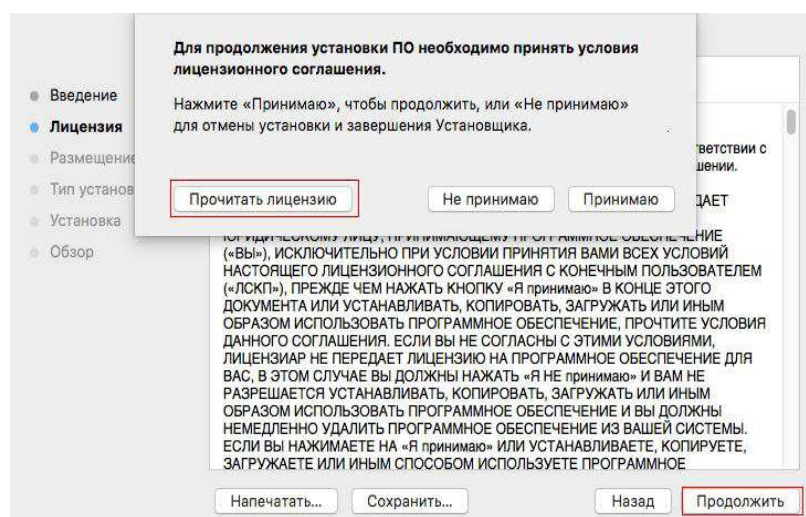 Для продолжения установки ПО необходимо принять условия
лицензионного соглашения.
Нажмите «Принимаю», чтобы продолжить, или «Не принимаю»
для отмены установки и завершения Установщика.
Прочитать лицензию
Не принимаю
Принимаю
Введение
Лицензия
Размещение
Тип установ
Установка
Обзор
ветствии с
шении.
ДАЕТ
ЮРИДИЧЕСКОМУ ЛИЦУ, ПРИНИМАЮЩЕМУ ПРОГРАММНОЕ ОБЕСПЕЧЕНИЕ
(«ВЫ»), ИСКЛЮЧИТЕЛЬНО ПРИ УСЛОВИИ ПРИНЯТИЯ ВАМИ ВСЕХ УСЛОВИЙ
НАСТОЯЩЕГО ЛИЦЕНЗИОННОГО СОГЛАШЕНИЯ С КОНЕЧНЫМ ПОЛЬЗОВАТЕЛЕМ
(«ЛСКП»), ПРЕЖДЕ ЧЕМ НАЖАТЬ КНОПКУ «Я принимаю» В КОНЦЕ ЭТОГО
ДОКУМЕНТА ИЛИ УСТАНАВЛИВАТЬ, КОПИРОВАТЬ, ЗАГРУЖАТЬ ИЛИ ИНЫМ
ОБРАЗОМ ИСПОЛЬЗОВАТЬ ПРОГРАММНОЕ ОБЕСПЕЧЕНИЕ, ПРОЧТИТЕ УСЛОВИЯ
ДАННОГО СОГЛАШЕНИЯ. ЕСЛИ ВЫ НЕ СОГЛАСНЫ С ЭТИМИ УСЛОВИЯМИ,
ЛИЦЕНЗИАР НЕ ПЕРЕДАЕТ ЛИЦЕНЗИЮ НА ПРОГРАММНОЕ ОБЕСПЕЧЕНИЕ ДЛЯ
ВАС, В ЭТОМ СЛУЧАЕ ВЫ ДОЛЖНЫ НАЖАТЬ «Я НЕ принимаю» И ВАМ НЕ
РАЗРЕШАЕТСЯ УСТАНАВЛИВАТЬ, КОПИРОВАТЬ, ЗАГРУЖАТЬ ИЛИ ИНЫМ
ОБРАЗОМ ИСПОЛЬЗОВАТЬ ПРОГРАММНОЕ ОБЕСПЕЧЕНИЕ И ВЫ ДОЛЖНЫ
НЕМЕДЛЕННО УДАЛИТЬ ПРОГРАММНОЕ ОБЕСПЕЧЕНИЕ ИЗ ВАШЕЙ СИСТЕМЫ.
ЕСЛИ ВЫ НАЖИМАЕТЕ НА «Я принимаю» ИЛИ УСТАНАВЛИВАЕТЕ, КОПИРУЕТЕ,
ЗАГРУЖАЕТЕ ИЛИ ИНЫМ СПОСОБОМ ИСПОЛЬЗУЕТЕ ПРОГРАММНОЕ
Напечатать...
Сохранить...
Назад
Продолжить